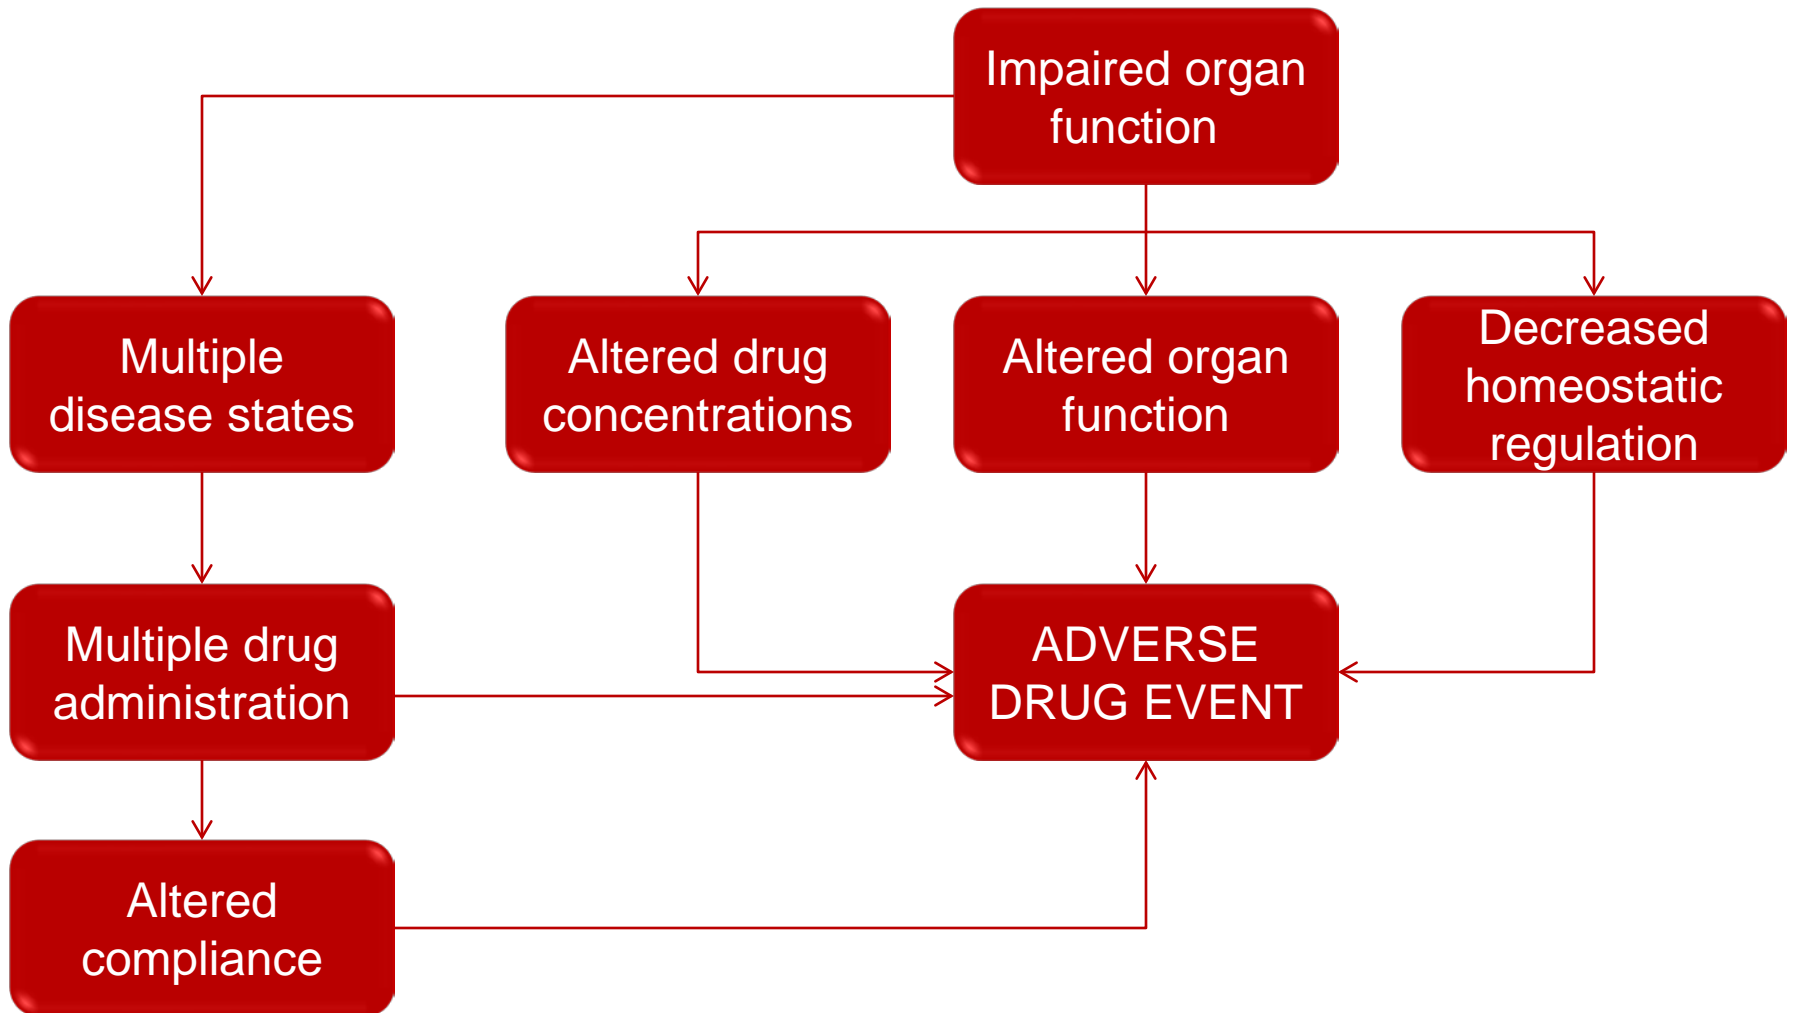 Impaired organ
function
Multiple
disease states
Altered drug
concentrations
Altered organ
function
Decreased
homeostatic
regulation
Multiple drug
administration
ADVERSE
DRUG EVENT
Altered
compliance